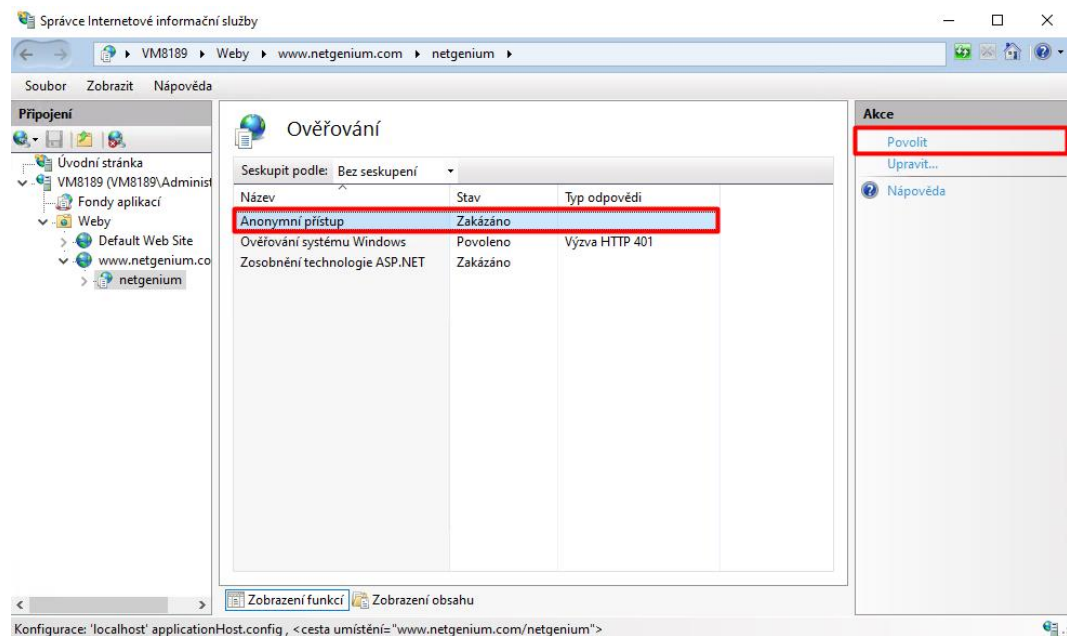 Správce Internetové informační služby
VM8189 Weby www.netgenium.com netgenium
Soubor Zobrazit Nápověda
Připojení
Úvodní stránka
VM8189 (VM8189\Administ
Fondy aplikací
Weby
Default Web Site
www.netgenium.co
netgenium
Ověřování
Seskupit podle: Bez seskupení
Název Stav Typ odpovědi
Anonymní přístup Zakázáno
Ověřování systému Windows Povoleno Výzva HTTP 401
Zosobnění technologie ASP.NET Zakázáno
Zobrazení funkcí Zobrazení obsahu
Akce
Povolit
Upravit...
Nápověda
Konfigurace: 'localhost' applicationHost.config , <cesta umístění="www.netgenium.com/netgenium">